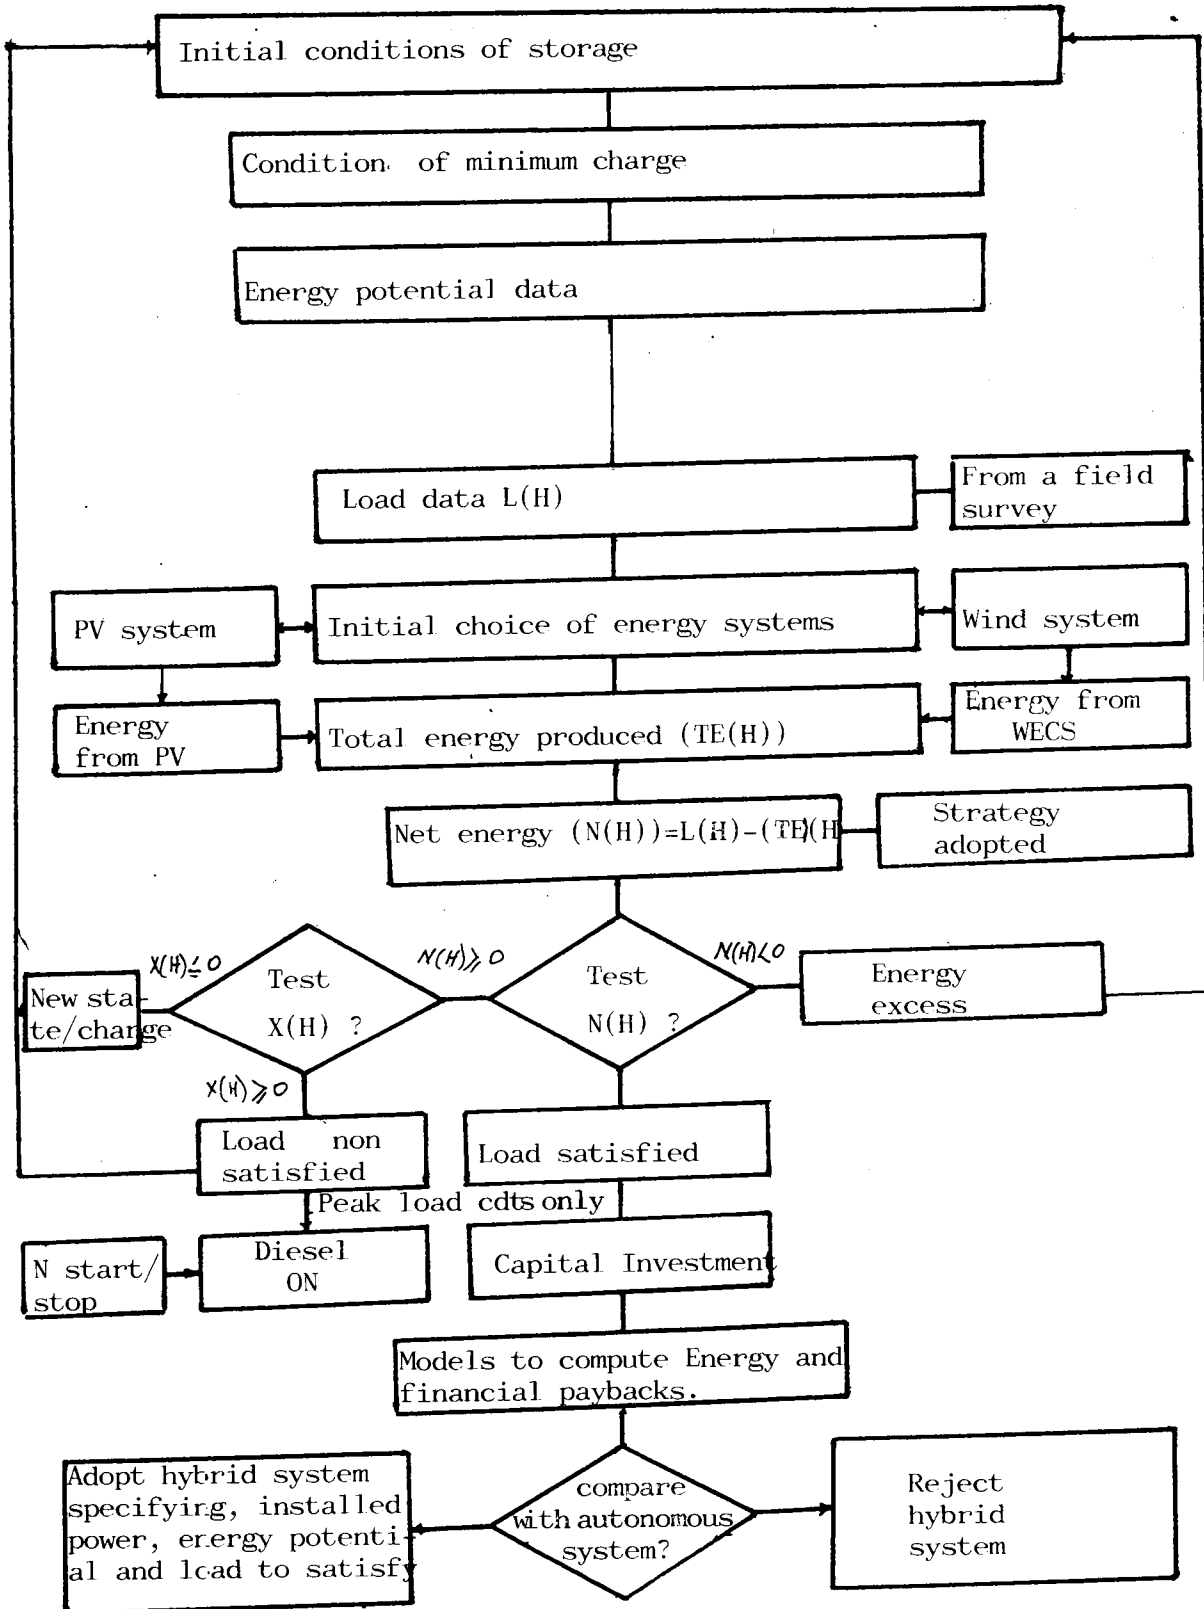 Initial conditions of storage
Condition of minimum charge
Energy potential data
Load data L(H)
From a field
survey
PV system
Initial choice of energy systems
Wind system
Energy
from PV
Total energy produced (TE(H))
Energy from
WECS
Net energy (N(H))=L(H)-(TE)(H
Strategy
adopted
X(H)≤0
Test
X(H) ?
N(H)⩾0
Test
N(H) ?
N(H)<0
Energy
excess
New sta-
te/change
X(H)⩾0
Load non
satisfied
Load satisfied
Peak load cdts only
N start/
stop
Diesel
ON
Capital Investment
Models to compute Energy and
financial paybacks.
Adopt hybrid system
specifying, installed
power, energy potenti-
al and load to satisfy
compare
with autonomous
system?
Reject
hybrid
system